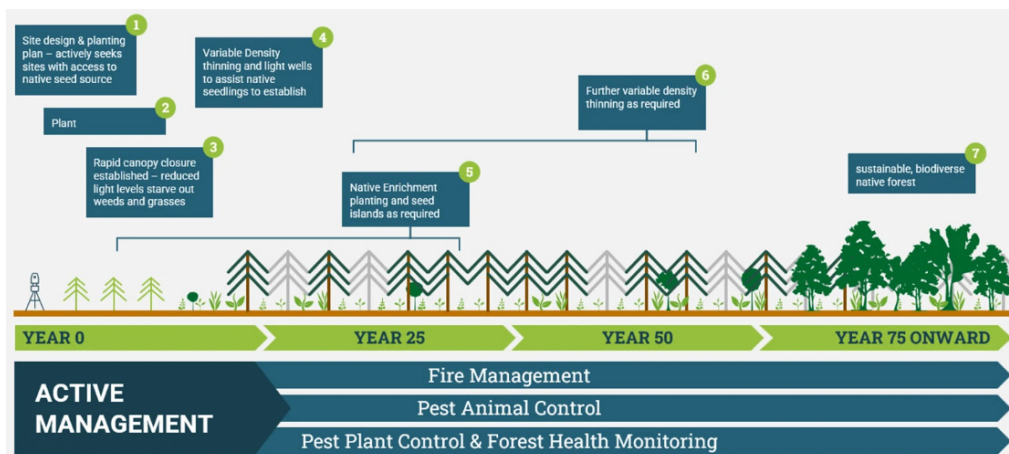 1
Site design & planting
plan – actively seeks
sites with access to
native seed source
2
Plant
3
Rapid canopy closure
established – reduced
light levels starve out
weeds and grasses
4
Variable Density
thinning and light wells
to assist native
seedlings to establish
5
Native Enrichment
planting and seed
islands as required
6
Further variable density
thinning as required
7
sustainable, biodiverse
native forest
YEAR 0
YEAR 25
YEAR 50
YEAR 75 ONWARD
ACTIVE
MANAGEMENT
Fire Management
Pest Animal Control
Pest Plant Control & Forest Health Monitoring